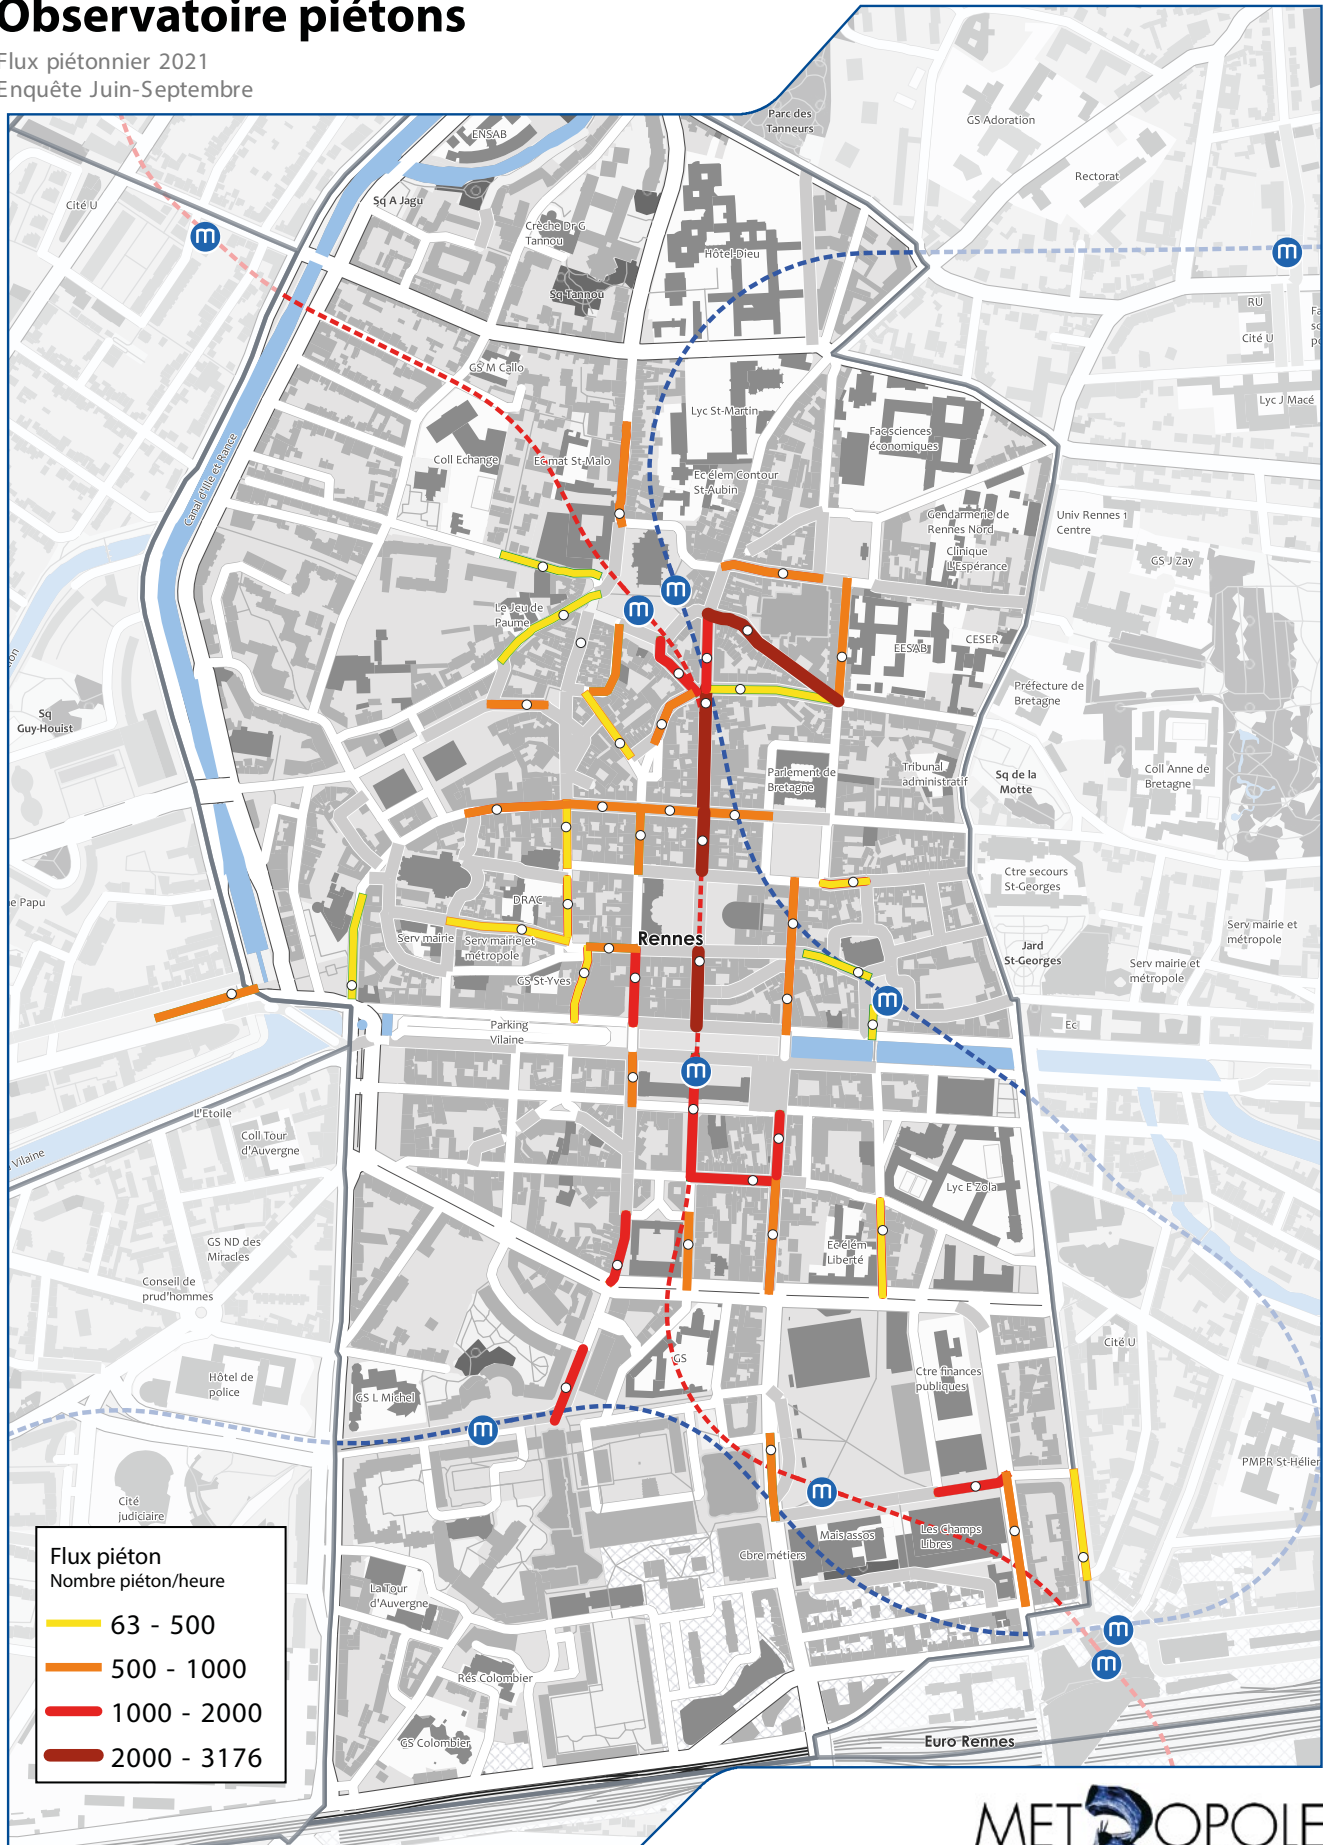 Observatoire piétons
Flux piétonnier 2021
Enquête Juin-Septembre
ENSAB
Parc des
Tanneurs
GS Adoration
Rectorat
Cité U
Sq A Jagu
Crèche Dr G
Tannou
Hôtel-Dieu
m
m
Sq Tannou
RU
Cité U
GS M Callo
Lyc J Macé
Lyc St-Martin
Fac sciences
économiques
Coll Echange
Ec mat St-Malo
Ec élem Contour
St-Aubin
Canal d'Ille et Rance
Gendarmerie de
Rennes Nord
Univ Rennes 1
Centre
Clinique
L'Espérance
GS J Zay
m
m
Le Jeu de
Paume
CESER
EESAB
Préfecture de
Bretagne
Sq
Guy-Houist
Parlement de
Bretagne
Tribunal
administratif
Sq de la
Motte
Coll Anne de
Bretagne
Ctre secours
St-Georges
e Papu
DRAC
Serv mairie
Serv mairie et
métropole
Rennes
Serv mairie et
métropole
Jard
St-Georges
Serv mairie et
métropole
GS St-Yves
m
Parking
Vilaine
Ec
m
L'Etoile
Coll Tour
d'Auvergne
Vilaine
Lyc E Zola
GS ND des
Miracles
Ec élém
Liberté
Conseil de
prud'hommes
Cité U
GS
Hôtel de
police
GS L Michel
Ctre finances
publiques
m
PMPR St-Hélier
m
Cité
judiciaire
Mais assos
Les Champs
Libres
Cbre métiers
La Tour
d'Auvergne
m
m
Rés Colombier
GS Colombier
Euro Rennes
Flux piéton
Nombre piéton/heure
63 - 500
500 - 1000
1000 - 2000
2000 - 3176
METROPOLE